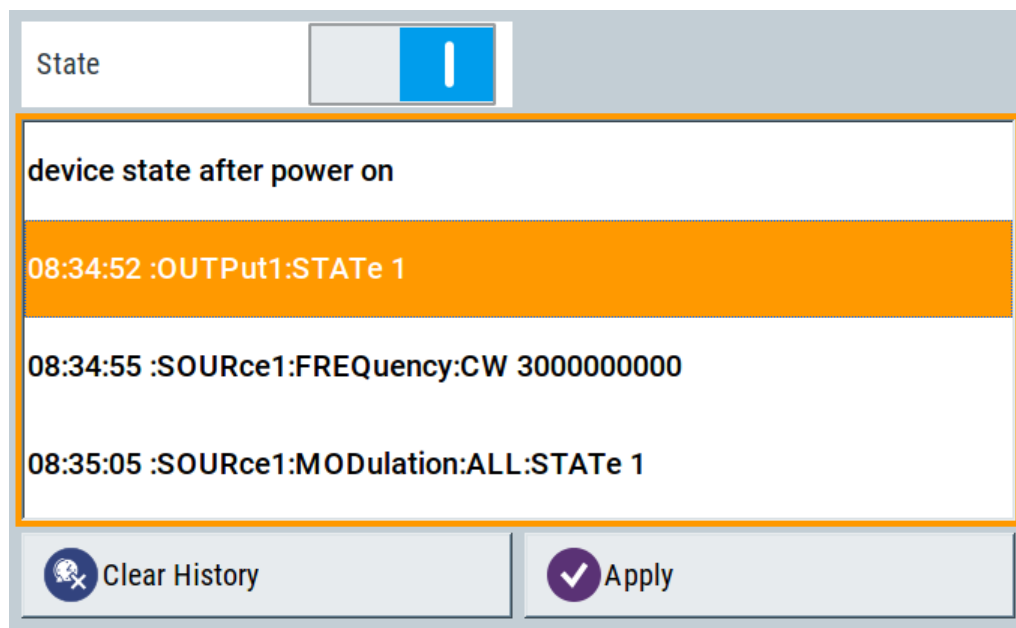 State
device state after power on
08:34:52 :OUTPut1:STATe 1
08:34:55 :SOURce1:FREQuency:CW 3000000000
08:35:05 :SOURce1:MODulation:ALL:STATe 1
Clear History
Apply